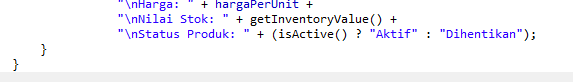 "\nHarga: " + hargaPerUnit +
"\nNilai Stok: " + getInventoryValue() +
"\nStatus Produk: " + (isActive() ? "Aktif" : "Dihentikan");
}
}